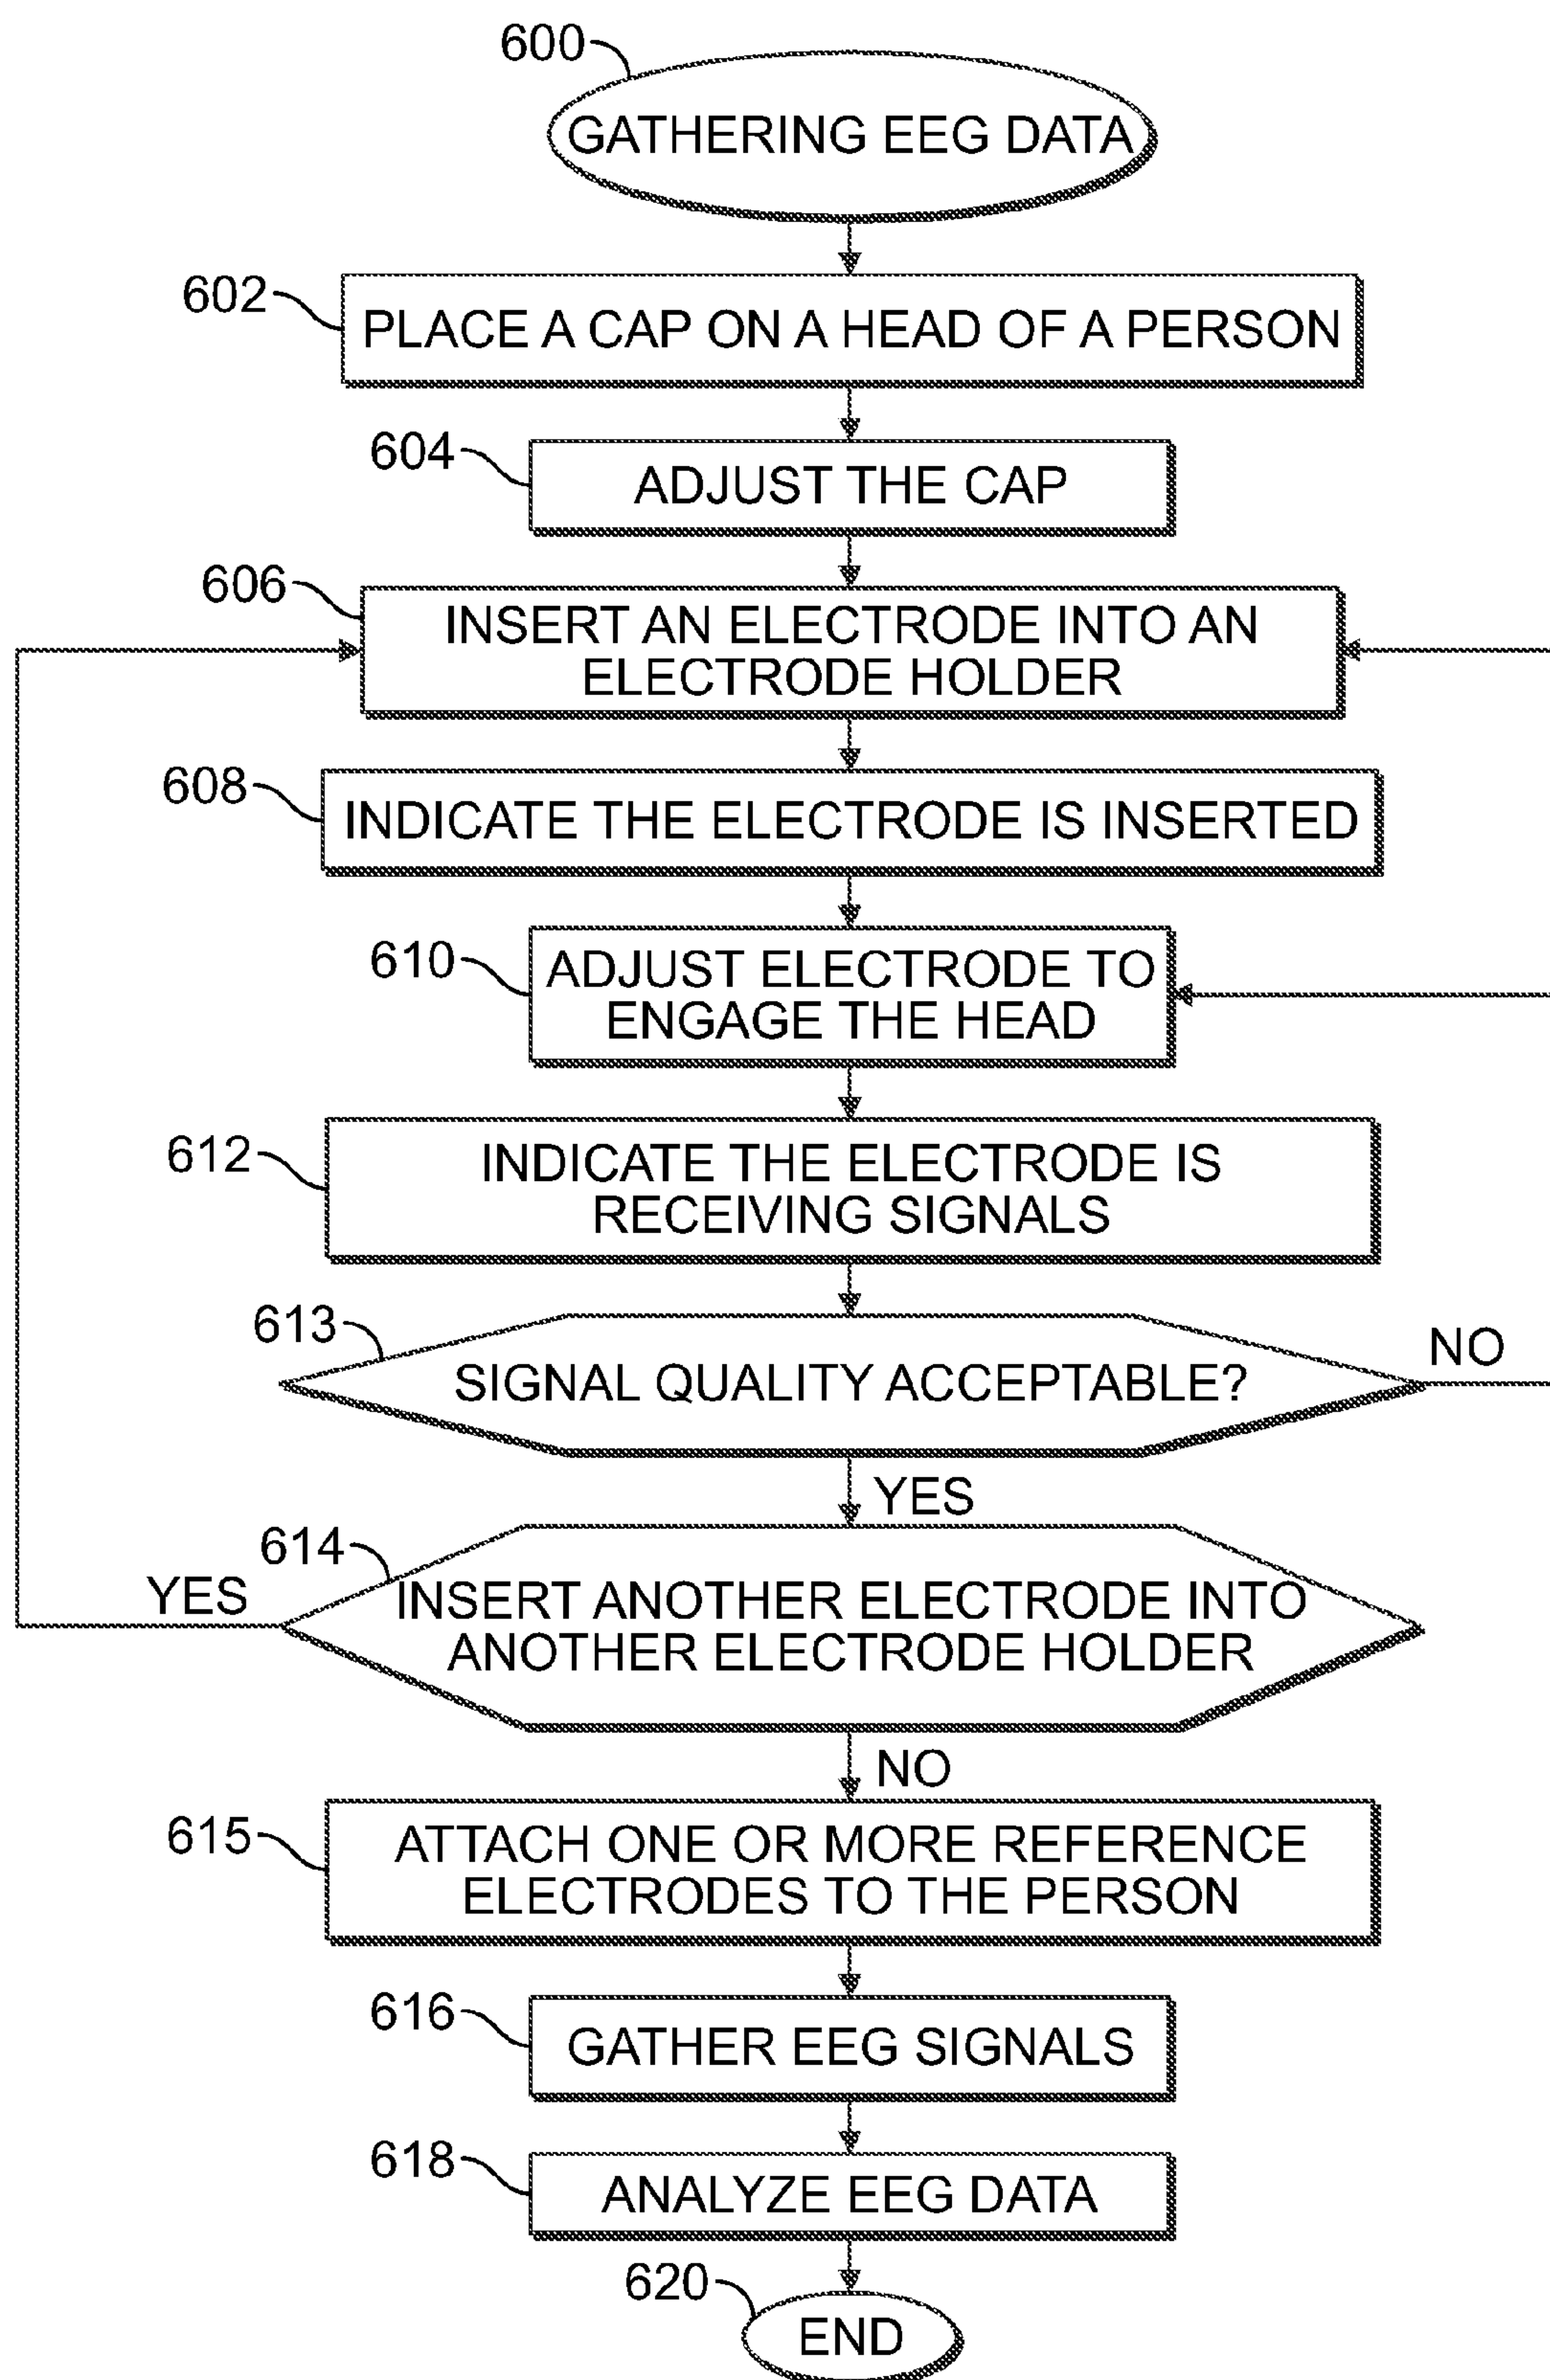 600
GATHERING EEG DATA
602
PLACE A CAP ON A HEAD OF A PERSON
604
ADJUST THE CAP
606
INSERT AN ELECTRODE INTO AN
ELECTRODE HOLDER
608
INDICATE THE ELECTRODE IS INSERTED
610
ADJUST ELECTRODE TO
ENGAGE THE HEAD
612
INDICATE THE ELECTRODE IS
RECEIVING SIGNALS
613
SIGNAL QUALITY ACCEPTABLE?
NO
YES
614
INSERT ANOTHER ELECTRODE INTO
ANOTHER ELECTRODE HOLDER
YES
NO
615
ATTACH ONE OR MORE REFERENCE
ELECTRODES TO THE PERSON
616
GATHER EEG SIGNALS
618
ANALYZE EEG DATA
620
END